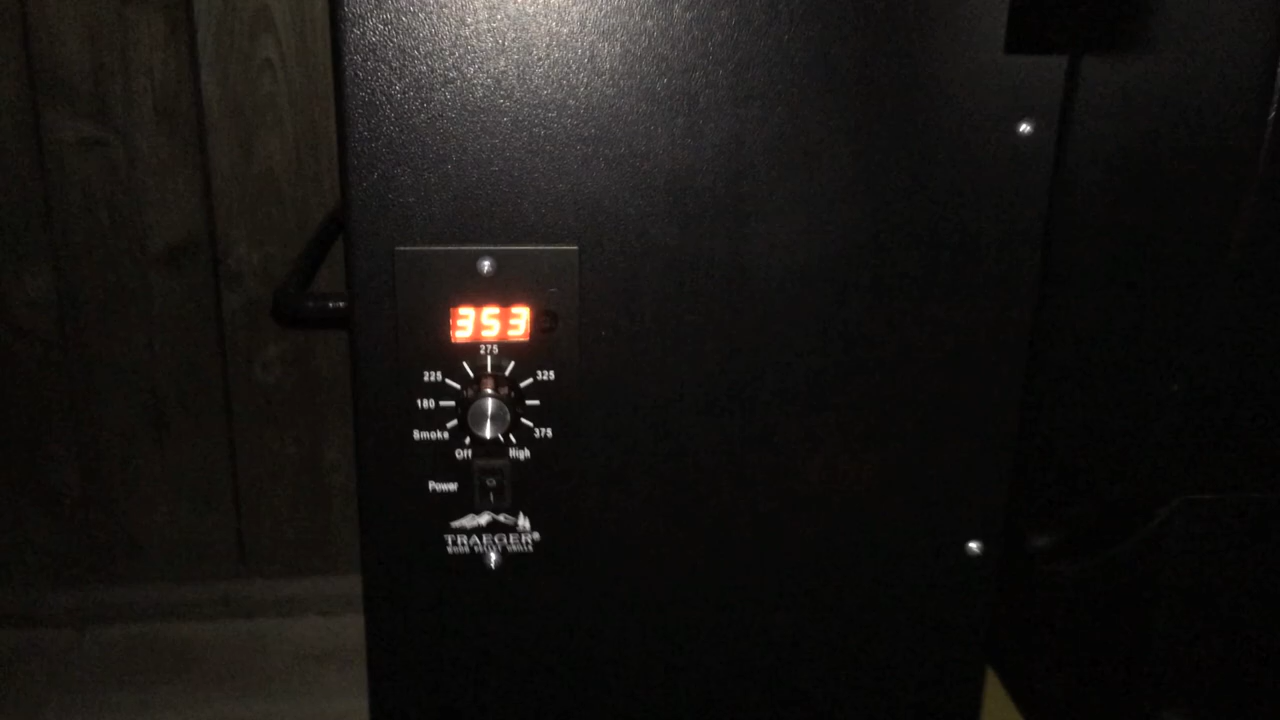 353
275
225 325
180
Smoke 375
Off High
Power
O
I
TRAEGER®
WOOD PELLET GRILLS